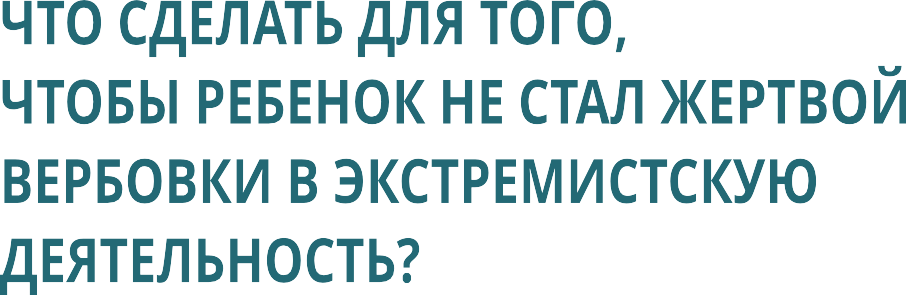 ЧТО СДЕЛАТЬ ДЛЯ ТОГО,
ЧТОБЫ РЕБЕНОК НЕ СТАЛ ЖЕРТВОЙ
ВЕРБОВКИ В ЭКСТРЕМИСТСКУЮ
ДЕЯТЕЛЬНОСТЬ?